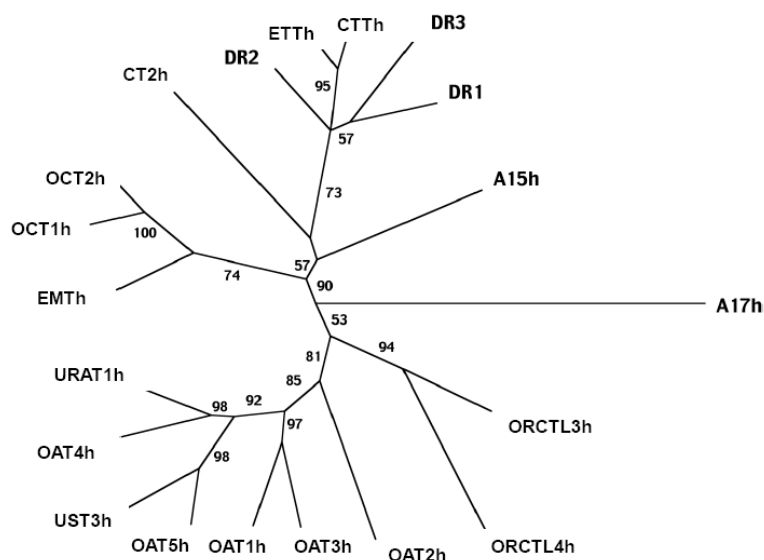 CTTh
DR3
ETTh
DR2
CT2h
95
DR1
57
OCT2h
73
A15h
OCT1h
100
57
74
90
EMTh
A17h
53
81
94
URAT1h
85
92
98
97
ORCTL3h
OAT4h
98
UST3h
OAT5h
OAT1h
OAT3h
OAT2h
ORCTL4h